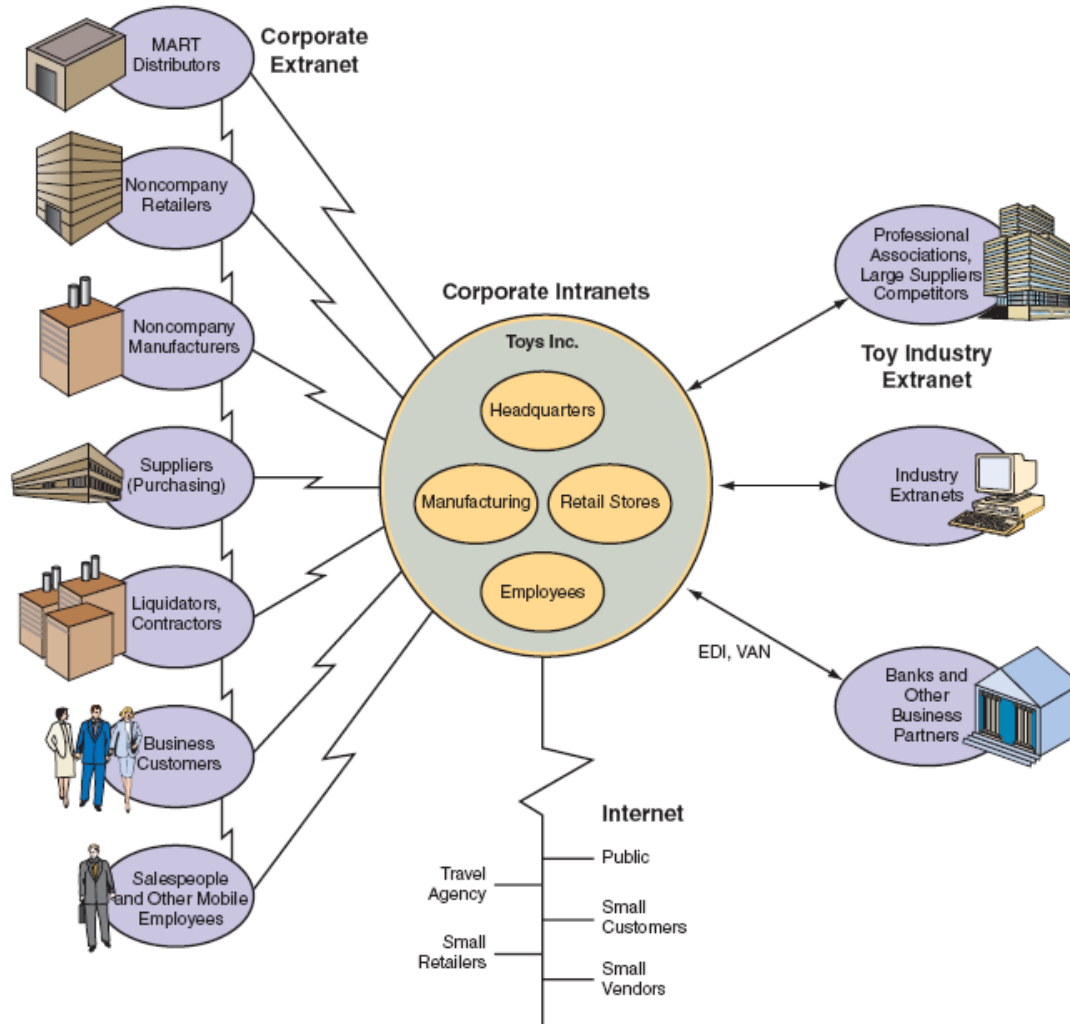 MART
Distributors
Corporate
Extranet
Noncompany
Retailers
Noncompany
Manufacturers
Suppliers
(Purchasing)
Liquidators,
Contractors
Business
Customers
Salespeople
and Other Mobile
Employees
Corporate Intranets
Toys Inc.
Headquarters
Manufacturing
Retail Stores
Employees
Professional
Associations,
Large Suppliers
Competitors
Toy Industry
Extranet
Industry
Extranets
EDI, VAN
Banks and
Other
Business
Partners
Internet
Public
Travel
Agency
Small
Customers
Small
Retailers
Small
Vendors